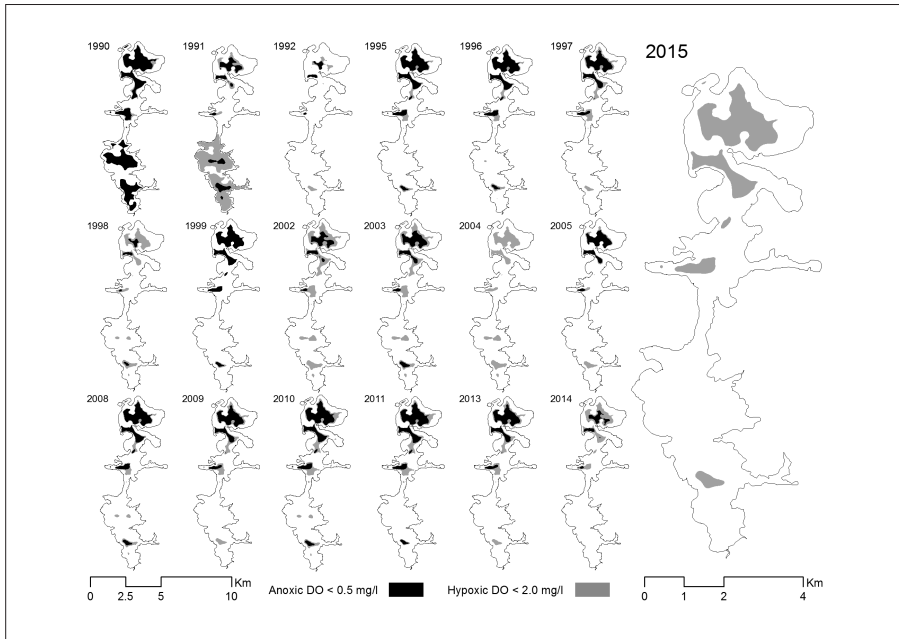 1990 1991 1992 1995 1996 1997 2015
1998 1999 2002 2003 2004 2005
2008 2009 2010 2011 2013 2014
Km
0 2.5 5 10
Anoxic DO < 0.5 mg/l Hypoxic DO < 2.0 mg/l
Km
0 1 2 4